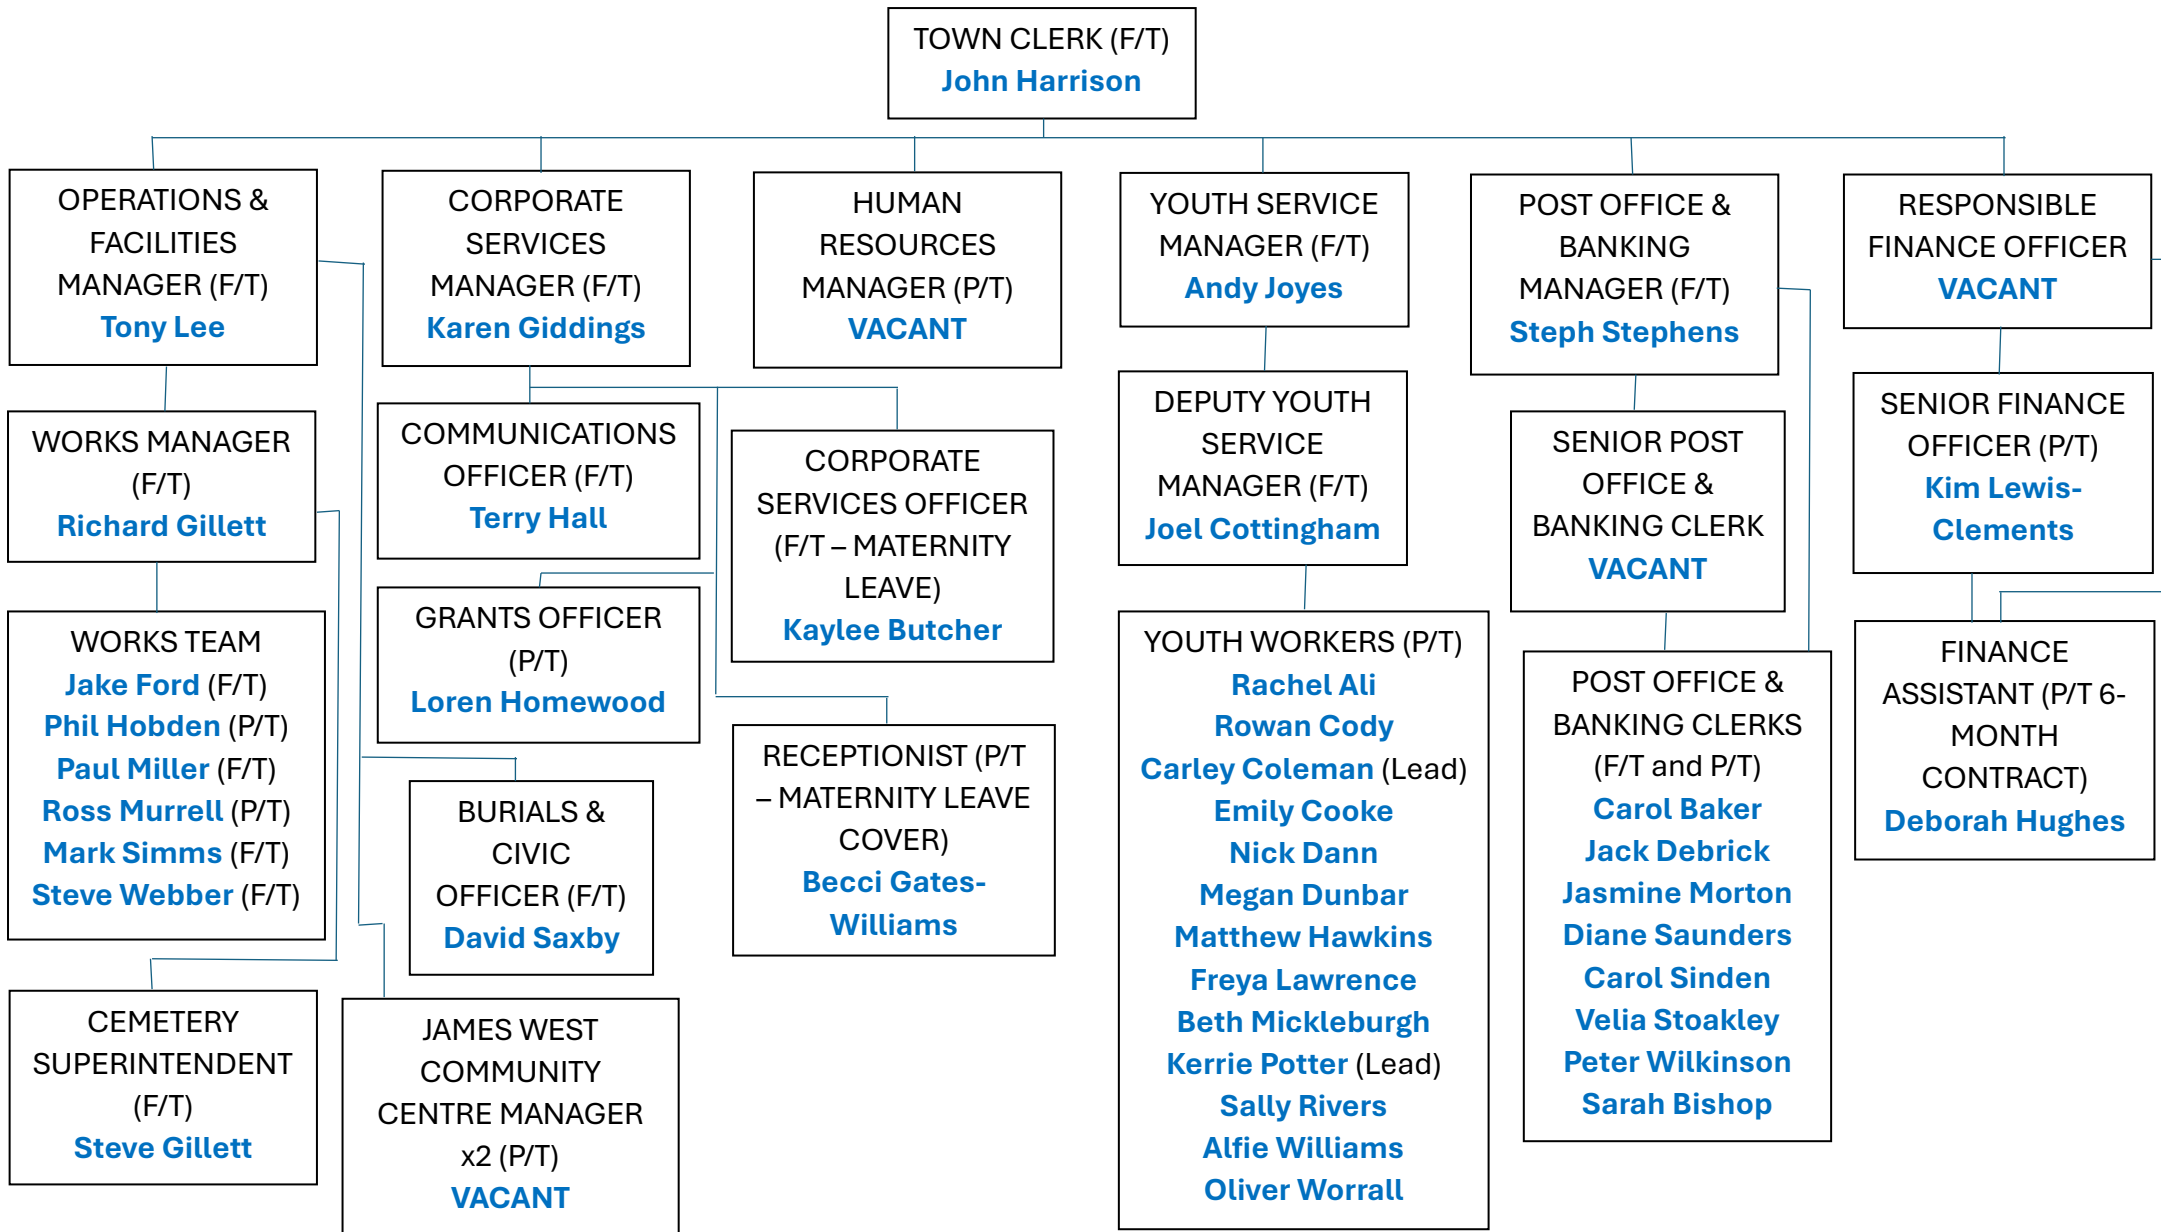 TOWN CLERK (F/T)
John Harrison
OPERATIONS &
FACILITIES
MANAGER (F/T)
Tony Lee
CORPORATE
SERVICES
MANAGER (F/T)
Karen Giddings
HUMAN
RESOURCES
MANAGER (P/T)
VACANT
YOUTH SERVICE
MANAGER (F/T)
Andy Joyes
POST OFFICE &
BANKING
MANAGER (F/T)
Steph Stephens
RESPONSIBLE
FINANCE OFFICER
VACANT
WORKS MANAGER
(F/T)
Richard Gillett
COMMUNICATIONS
OFFICER (F/T)
Terry Hall
CORPORATE
SERVICES OFFICER
(F/T – MATERNITY
LEAVE)
Kaylee Butcher
DEPUTY YOUTH
SERVICE
MANAGER (F/T)
Joel Cottingham
SENIOR POST
OFFICE &
BANKING CLERK
VACANT
SENIOR FINANCE
OFFICER (P/T)
Kim Lewis-
Clements
WORKS TEAM
Jake Ford (F/T)
Phil Hobden (P/T)
Paul Miller (F/T)
Ross Murrell (P/T)
Mark Simms (F/T)
Steve Webber (F/T)
GRANTS OFFICER
(P/T)
Loren Homewood
RECEPTIONIST (P/T
– MATERNITY LEAVE
COVER)
Becci Gates-
Williams
YOUTH WORKERS (P/T)
Rachel Ali
Rowan Cody
Carley Coleman (Lead)
Emily Cooke
Nick Dann
Megan Dunbar
Matthew Hawkins
Freya Lawrence
Beth Mickleburgh
Kerrie Potter (Lead)
Sally Rivers
Alfie Williams
Oliver Worrall
POST OFFICE &
BANKING CLERKS
(F/T and P/T)
Carol Baker
Jack Debrick
Jasmine Morton
Diane Saunders
Carol Sinden
Velia Stoakley
Peter Wilkinson
Sarah Bishop
FINANCE
ASSISTANT (P/T 6-
MONTH
CONTRACT)
Deborah Hughes
BURIALS &
CIVIC
OFFICER (F/T)
David Saxby
CEMETERY
SUPERINTENDENT
(F/T)
Steve Gillett
JAMES WEST
COMMUNITY
CENTRE MANAGER
x2 (P/T)
VACANT